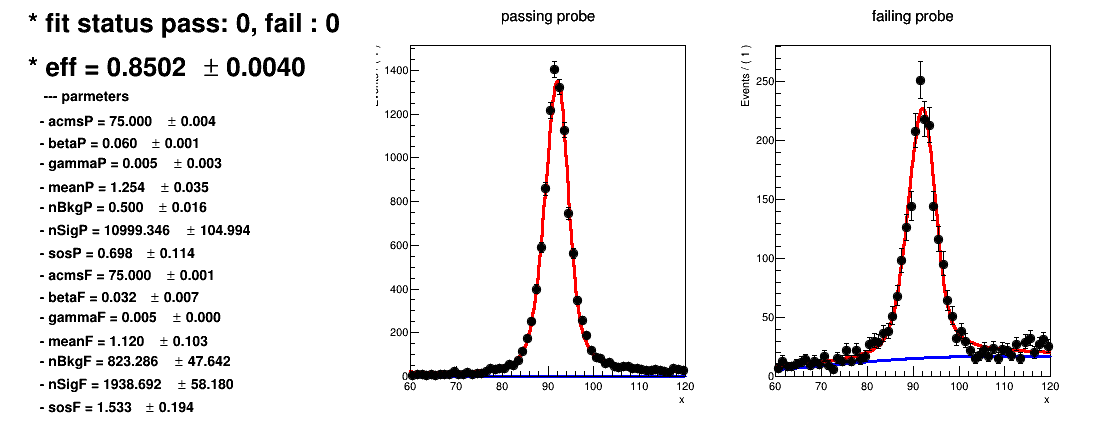 * fit status pass: 0, fail : 0
* eff = 0.8502 ± 0.0040
--- parmeters
- acmsP = 75.000 ± 0.004
- betaP = 0.060 ± 0.001
- gammaP = 0.005 ± 0.003
- meanP = 1.254 ± 0.035
- nBkgP = 0.500 ± 0.016
- nSigP = 10999.346 ± 104.994
- sosP = 0.698 ± 0.114
- acmsF = 75.000 ± 0.001
- betaF = 0.032 ± 0.007
- gammaF = 0.005 ± 0.000
- meanF = 1.120 ± 0.103
- nBkgF = 823.286 ± 47.642
- nSigF = 1938.692 ± 58.180
- sosF = 1.533 ± 0.194
passing probe
1400
1200
1000
800
600
400
200
0
60 70 80 90 100 110 120
x
failing probe
Events / ( 1 )
250
200
150
100
50
0
60 70 80 90 100 110 120
x